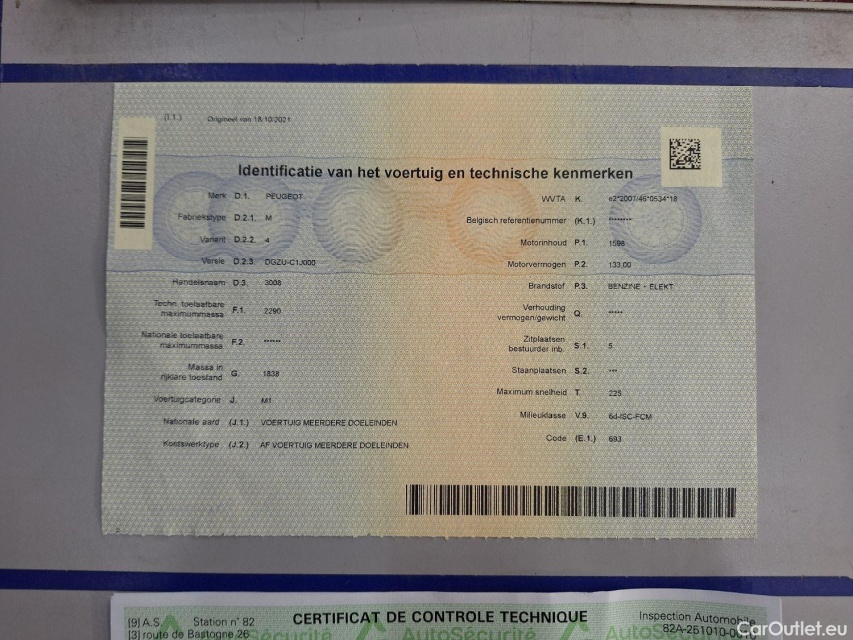 (I.1.) Origineel van 18/10/2021
Identificatie van het voertuig en technische kenmerken
Merk D.1. PEUGEOT
Fabriekstype D.2.1. M
Variant D.2.2. 4
Versie D.2.3. DGZU-C1J000
Handelsnaam D.3. 3008
Techn. toelaatbare
maximummassa F.1. 2290
Nationale toelaatbare
maximummassa F.2. ******
Massa in
rijklare toestand G. 1838
Voertuigcategorie J. M1
Nationale aard (J.1.) VOERTUIG MEERDERE DOELEINDEN
Koetswerktype (J.2.) AF VOERTUIG MEERDERE DOELEINDEN
WVTA K. e2*2007/46*0534*18
Belgisch referentienummer (K.1.) ********
Motorinhoud P.1. 1598
Motorvermogen P.2. 133,00
Brandstof P.3. BENZINE - ELEKT
Verhouding
vermogen/gewicht Q. *****
Zitplaatsen
bestuurder inb. S.1. 5
Staanplaatsen S.2. ***
Maximum snelheid T. 225
Milieuklasse V.9. 6d-ISC-FCM
Code (E.1.) 693
[9] A.S. Station n° 82 CERTIFICAT DE CONTROLE TECHNIQUE Inspection Automobile
[3] route de Bastogne 26 82A-251010-0
AutoSécurité AutoSécurité
CarOutlet.eu